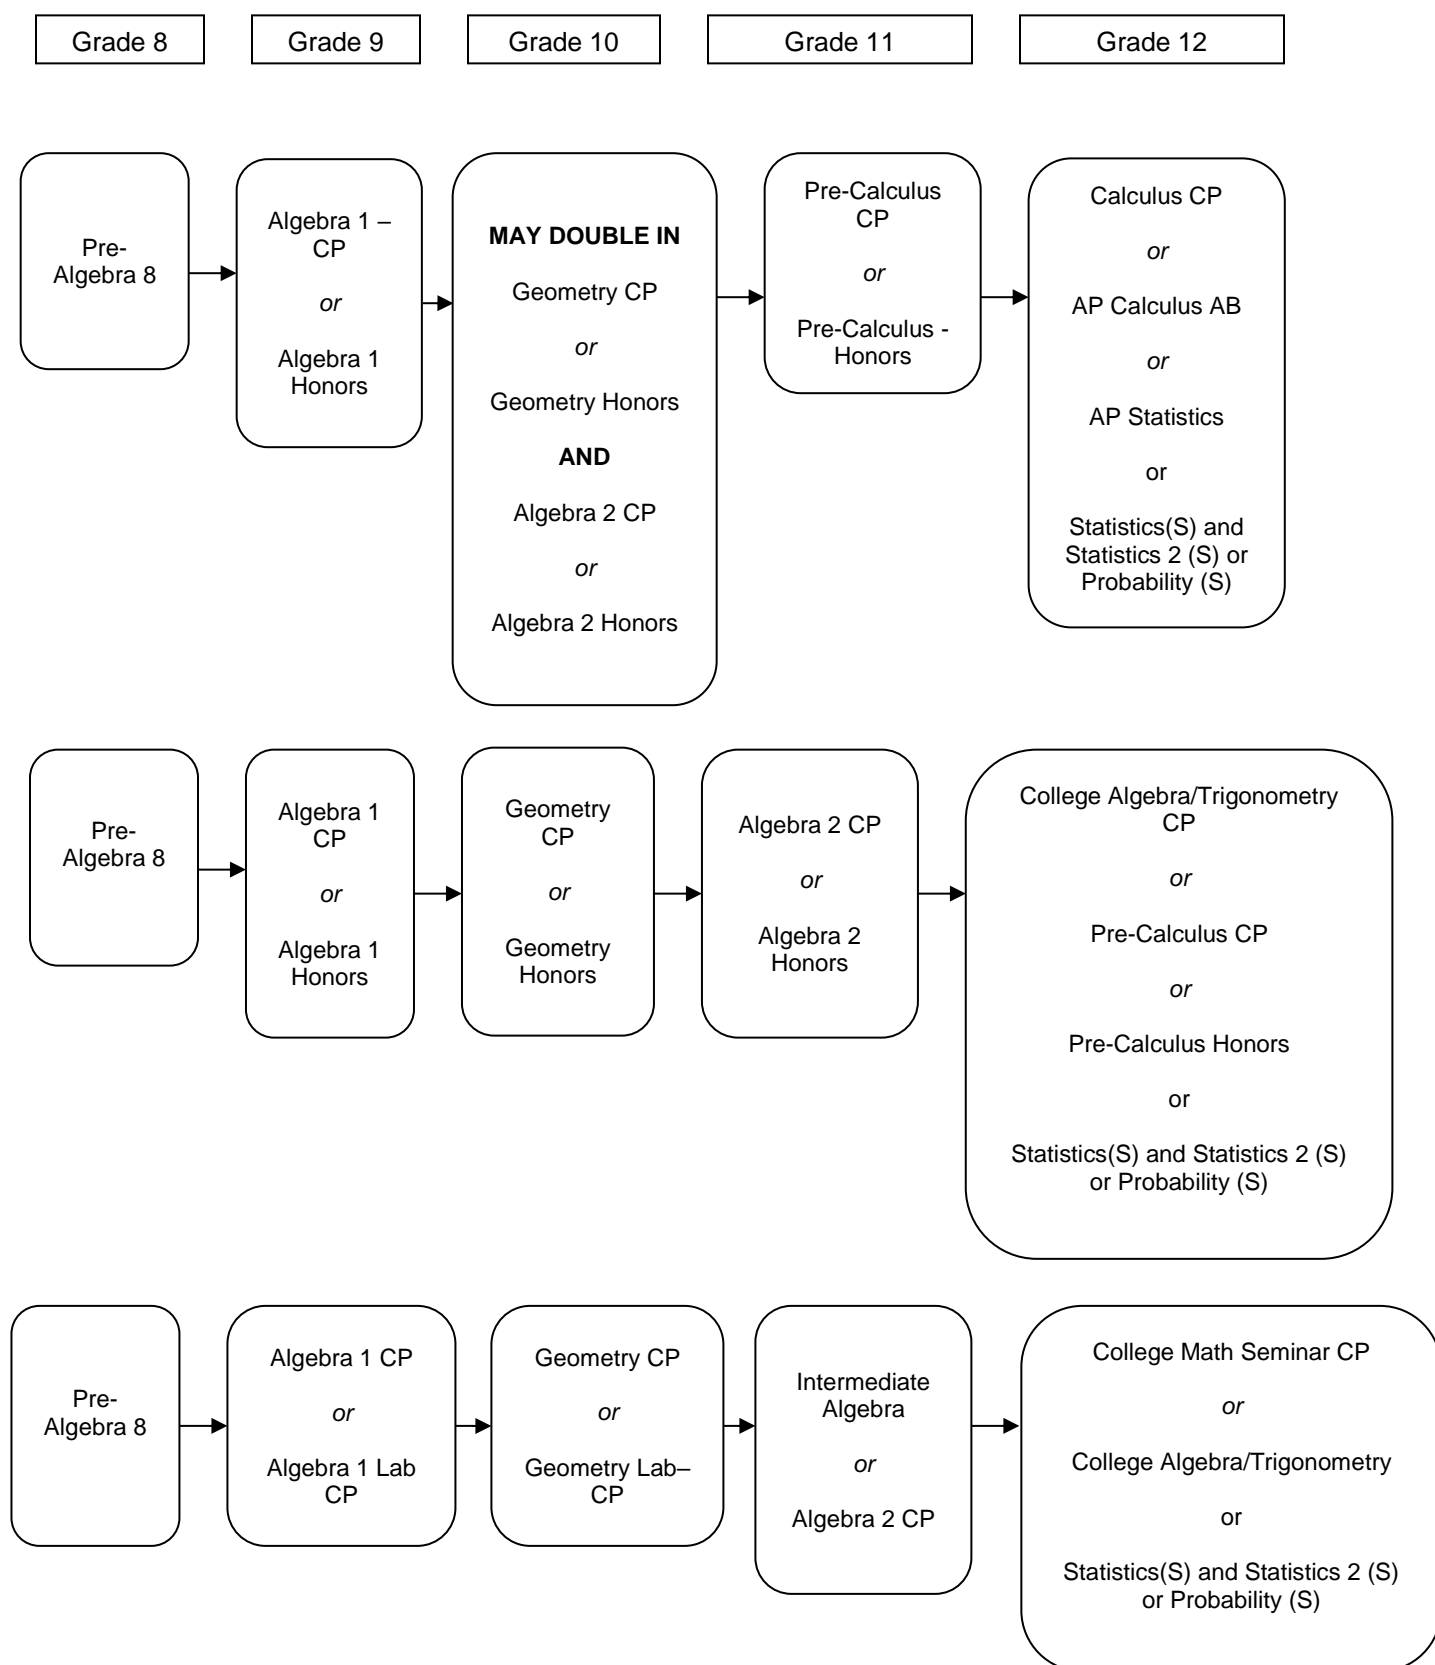 Grade 8
Grade 9
Grade 10
Grade 11
Grade 12
Pre-
Algebra 8
Algebra 1 –
CP
or
Algebra 1
Honors
MAY DOUBLE IN
Geometry CP
or
Geometry Honors
AND
Algebra 2 CP
or
Algebra 2 Honors
Pre-Calculus
CP
or
Pre-Calculus -
Honors
Calculus CP
or
AP Calculus AB
or
AP Statistics
or
Statistics(S) and
Statistics 2 (S) or
Probability (S)
Pre-
Algebra 8
Algebra 1
CP
or
Algebra 1
Honors
Geometry
CP
or
Geometry
Honors
Algebra 2 CP
or
Algebra 2
Honors
College Algebra/Trigonometry
CP
or
Pre-Calculus CP
or
Pre-Calculus Honors
or
Statistics(S) and Statistics 2 (S)
or Probability (S)
Pre-
Algebra 8
Algebra 1 CP
or
Algebra 1 Lab
CP
Geometry CP
or
Geometry Lab–
CP
Intermediate
Algebra
or
Algebra 2 CP
College Math Seminar CP
or
College Algebra/Trigonometry
or
Statistics(S) and Statistics 2 (S)
or Probability (S)